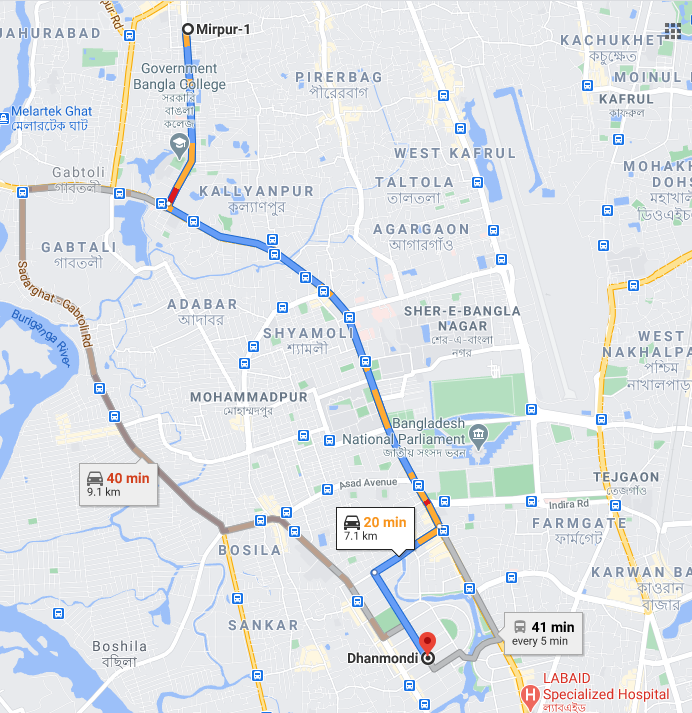 JAHURABAD
Mirpur-1
KACHUKHET
কচুক্ষেত
Government
Bangla College
সরকারি
বাঙলা
কলেজ
PIRERBAG
পীরেরবাগ
MOINUL
KAFRUL
কাফরুল
Melartek Ghat
মেলারটেক ঘাট
WEST KAFRUL
Gabtoli
গাবতলী
KALLYANPUR
কল্যাণপুর
TALTOLA
তালতলা
MOHAKH
DOHS
মহাখালী
ডিওএইচএস
GABTALI
গাবতলী
AGARGAON
আগারগাঁও
Sadarghat - Gabtoli Rd
ADABAR
আদাবর
Buriganga River
SHYAMOLI
শ্যামলী
SHER-E-BANGLA
NAGAR
শের-এ-বাংলা
নগর
WEST
NAKHALPA
পশ্চিম
নাখালপাড়
MOHAMMADPUR
মোহাম্মদপুর
Bangladesh
National Parliament
জাতীয় সংসদ ভবন
40 min
9.1 km
Asad Avenue
TEJGAON
তেজগাঁও
Indira Rd
20 min
7.1 km
FARMGATE
ফার্মগেট
BOSILA
KARWAN BA
কাওরান
বাজার
SANKAR
41 min
every 5 min
Boshila
বছিলা
Dhanmondi
LABAID
Specialized Hospital
ল্যাবএইড